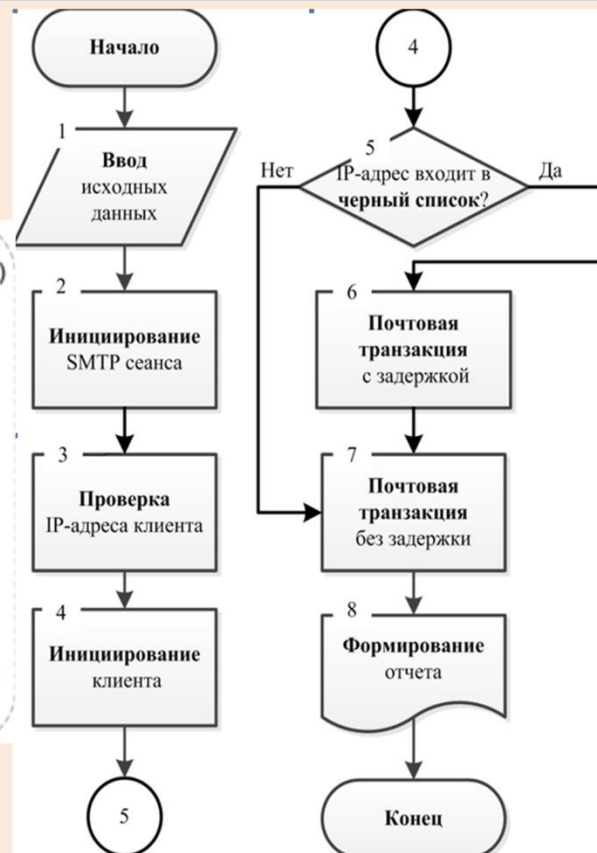 Начало
1
Ввод
исходных
данных
2
Инициирование
SMTP сеанса
3
Проверка
IP-адреса клиента
4
Инициирование
клиента
5
4
5
IP-адрес входит в
черный список?
Нет
Да
6
Почтовая
транзакция
с задержкой
7
Почтовая
транзакция
без задержки
8
Формирование
отчета
Конец
)